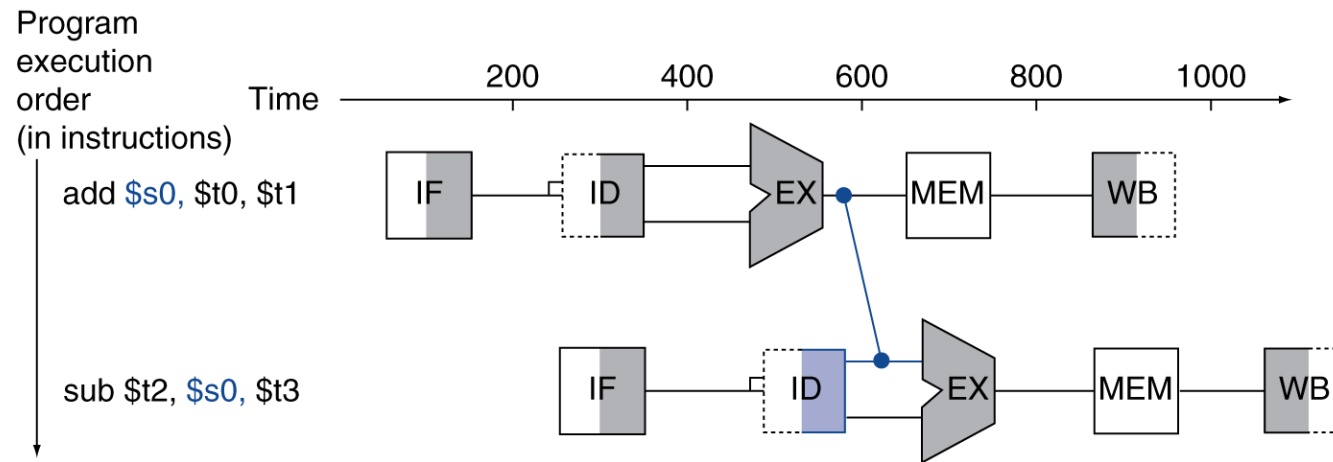 Program
execution
order
(in instructions)
Time
200 400 600 800 1000
add $s0, $t0, $t1
IF ID EX MEM WB
sub $t2, $s0, $t3
IF ID EX MEM WB